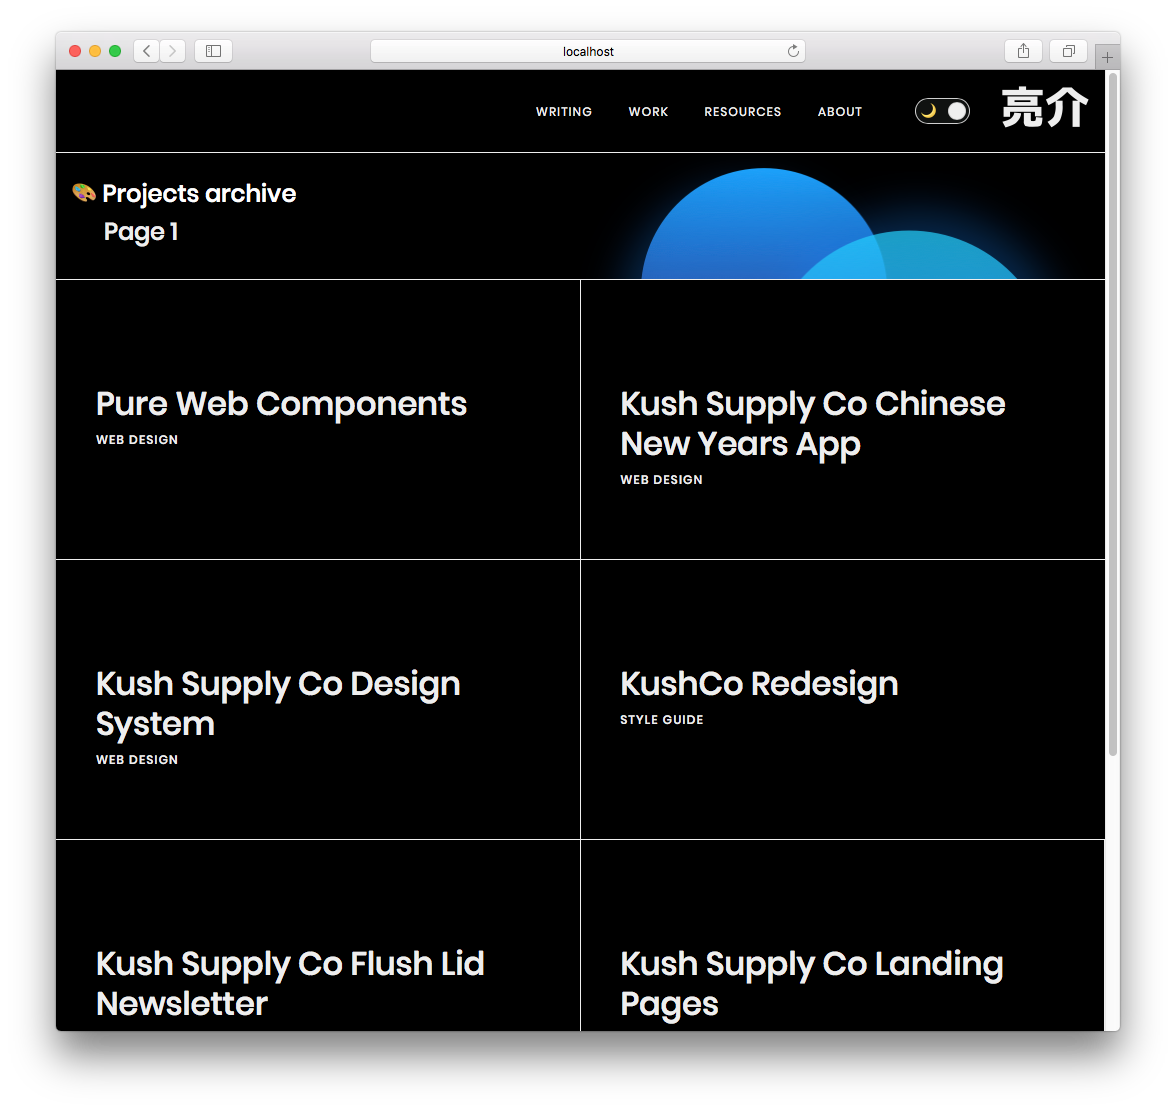 localhost
WRITING WORK RESOURCES ABOUT 亮介
Projects archive
Page 1
Pure Web Components
WEB DESIGN
Kush Supply Co Chinese
New Years App
WEB DESIGN
Kush Supply Co Design
System
WEB DESIGN
KushCo Redesign
STYLE GUIDE
Kush Supply Co Flush Lid
Newsletter
Kush Supply Co Landing
Pages